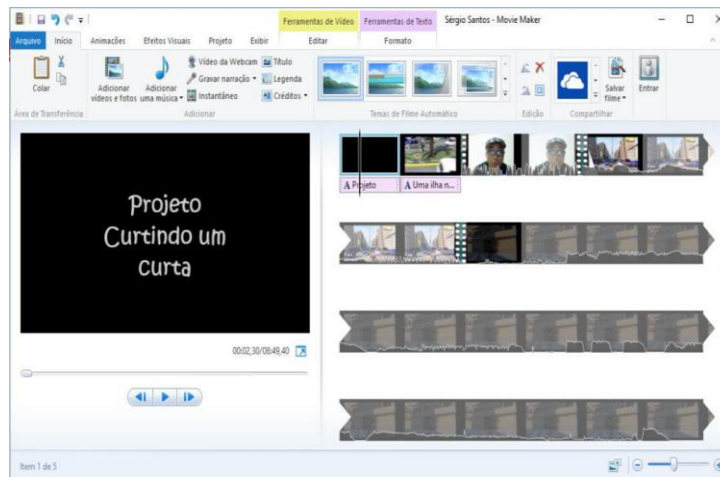 Ferramentas de Vídeo Ferramentas de Texto Sérgio Santos - Movie Maker
Arquivo Início Animações Efeitos Visuais Projeto Exibir Editar Formato
Colar
Adicionar vídeos e fotos
Adicionar uma música
Vídeo da Webcam
Gravar narração
Instantâneo
Título
Legenda
Créditos
Salvar filme
Entrar
Área de Transferência Adicionar Temas de Filme Automático Edição Compartilhar
Projeto
Curtindo um
curta
00:02,30/08:49,40
A Projeto A Uma ilha n...
Item 1 de 5